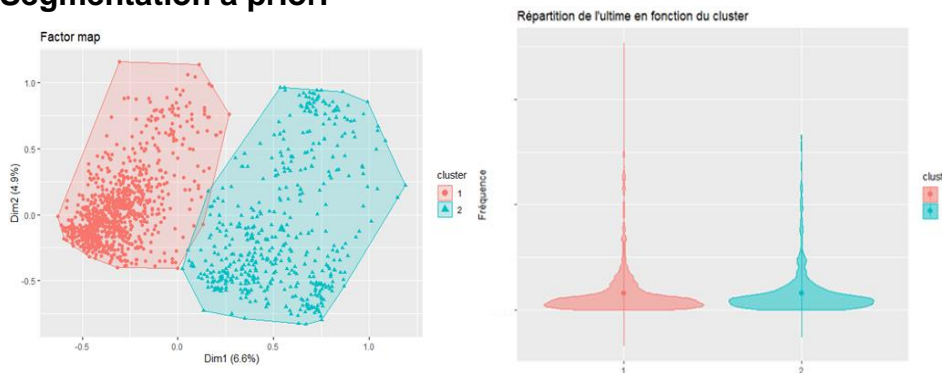 Segmentation à priori
Factor map
Dim2 (4.9%)
1.0
0.5
0.0
-0.5
-0.5
0.0
0.5
1.0
Dim1 (6.6%)
cluster
1
2
Répartition de l'ultime en fonction du cluster
Fréquence
1
2
clust